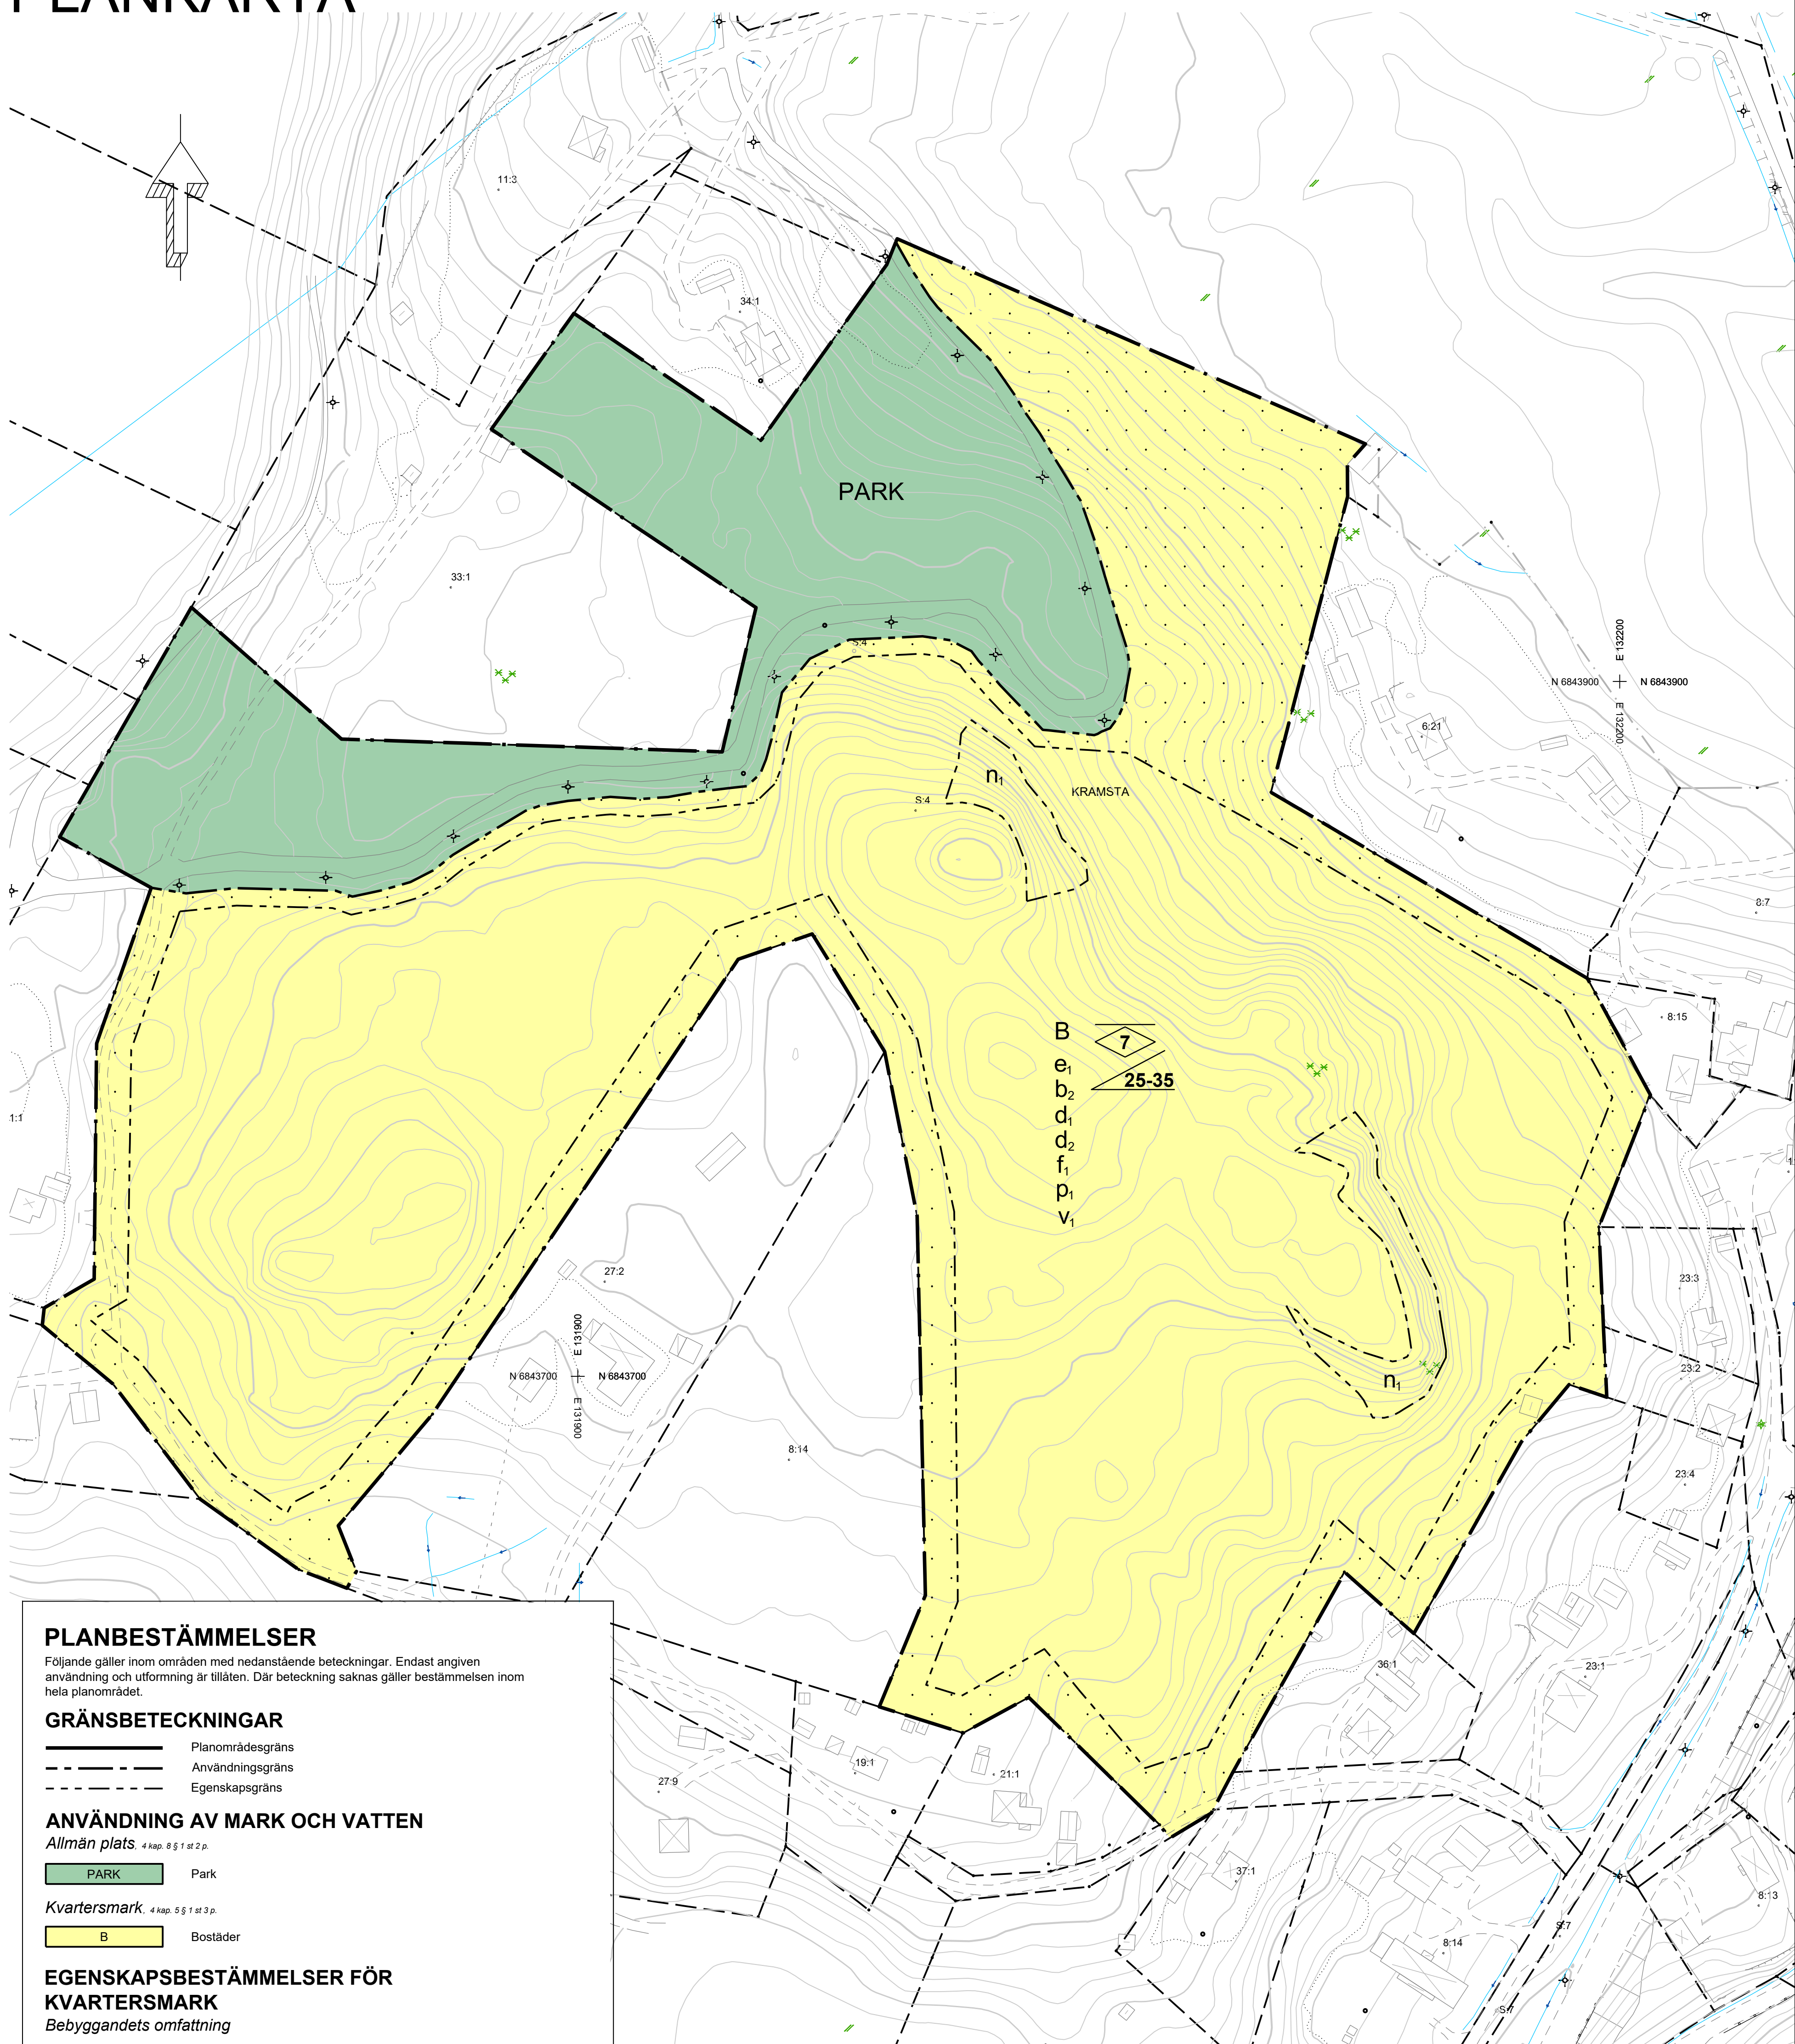 PLANKARTA
11:3
34:1
PARK
33:1
S:4
E 132200
N 6843900 N 6843900
E 132200
6:21
n₁
KRAMSTA
S:4
8:7
8:15
B
7
25-35
e₁
b₂
d₁
d₂
f₁
p₁
v₁
1:1
27:2
23:3
E 131900
N 6843700 N 6843700
E 131900
23:2
n₁
8:14
23:4
36:1
23:1
19:1
21:1
27:9
37:1
8:13
S:7
8:14
S:7
PLANBESTÄMMELSER
Följande gäller inom områden med nedanstående beteckningar. Endast angiven
användning och utformning är tillåten. Där beteckning saknas gäller bestämmelsen inom
hela planområdet.
GRÄNSBETECKNINGAR
Planområdesgräns
Användningsgräns
Egenskapsgräns
ANVÄNDNING AV MARK OCH VATTEN
Allmän plats, 4 kap. 8 § 1 st 2 p.
PARK Park
Kvartersmark, 4 kap. 5 § 1 st 3 p.
B Bostäder
EGENSKAPSBESTÄMMELSER FÖR
KVARTERSMARK
Bebyggandets omfattning